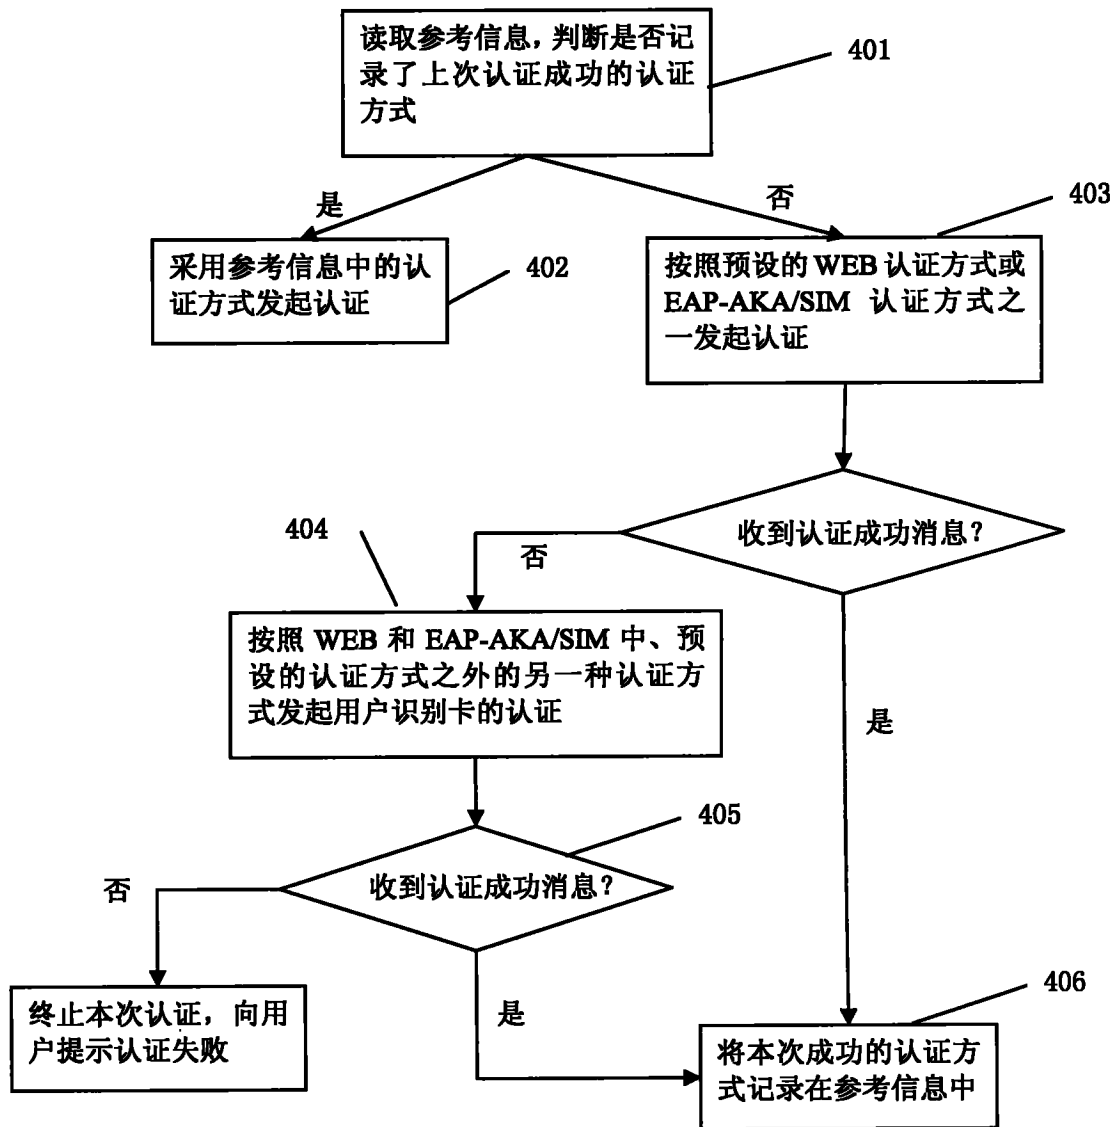 读取参考信息，判断是否记
录了上次认证成功的认证
方式
401
是
否
403
采用参考信息中的认
证方式发起认证
402
按照预设的 WEB 认证方式或
EAP-AKA/SIM 认证方式之
一发起认证
404
否
收到认证成功消息？
按照 WEB 和 EAP-AKA/SIM 中、预
设的认证方式之外的另一种认证方
式发起用户识别卡的认证
是
405
否
收到认证成功消息？
终止本次认证，向用
户提示认证失败
是
406
将本次成功的认证方
式记录在参考信息中